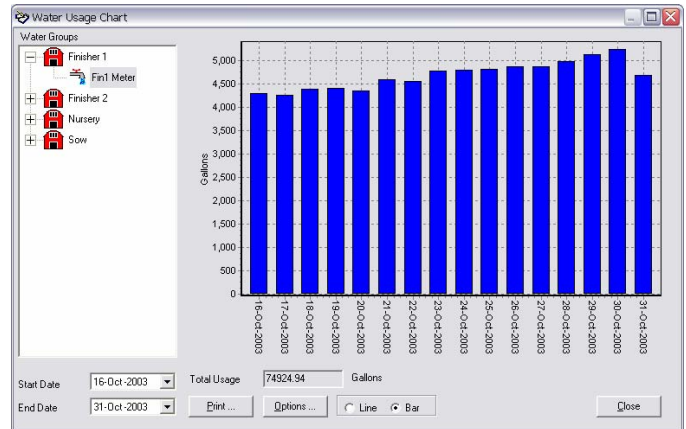 Water Usage Chart
Water Groups
Finisher 1
Fin1 Meter
Finisher 2
Nursery
Sow
Gallons
5,000
4,500
4,000
3,500
3,000
2,500
2,000
1,500
1,000
500
0
16-Oct-2003
17-Oct-2003
18-Oct-2003
19-Oct-2003
20-Oct-2003
21-Oct-2003
22-Oct-2003
23-Oct-2003
24-Oct-2003
25-Oct-2003
26-Oct-2003
27-Oct-2003
28-Oct-2003
29-Oct-2003
30-Oct-2003
31-Oct-2003
Start Date 16-Oct-2003 Total Usage 74924.94 Gallons
End Date 31-Oct-2003 Print ... Options ... Line Bar Close